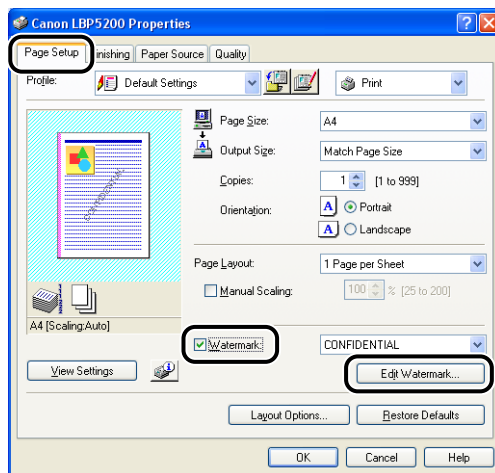 Canon LBP5200 Properties
Page Setup Finishing Paper Source Quality
Profile: Default Settings Print
Page Size: A4
Output Size: Match Page Size
Copies: 1 [1 to 999]
Orientation: A Portrait
A Landscape
CONFIDENTIAL
Page Layout: 1 Page per Sheet
Manual Scaling: 100 % [25 to 200]
A4 [Scaling:Auto]
Watermark: CONFIDENTIAL
View Settings Edit Watermark...
Layout Options... Restore Defaults
OK Cancel Help